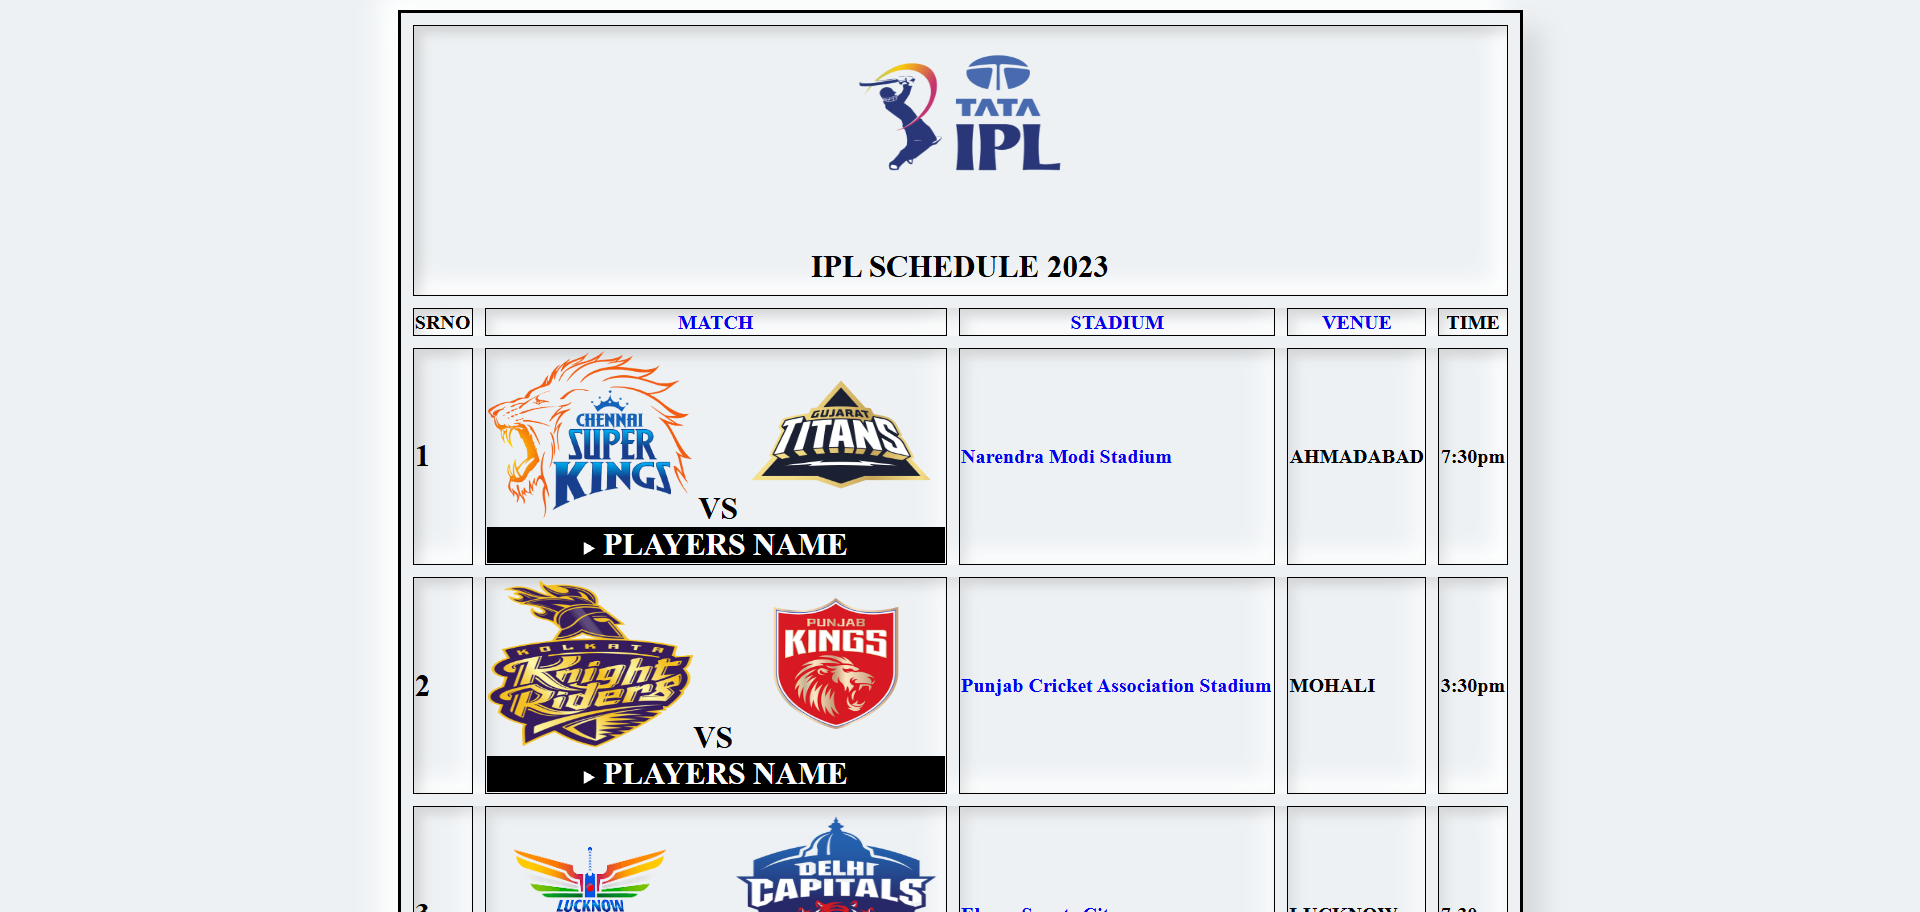 TATA
IPL
IPL SCHEDULE 2023
SRNO MATCH STADIUM VENUE TIME
CHENNAI
SUPER
KINGS
GUJARAT
TITANS
1 VS Narendra Modi Stadium AHMADABAD 7:30pm
PLAYERS NAME
KOLKATA
Knight
Riders
PUNJAB
KINGS
2 VS Punjab Cricket Association Stadium MOHALI 3:30pm
PLAYERS NAME
LUCKNOW
DELHI
CAPITALS
3 LUCKNOW